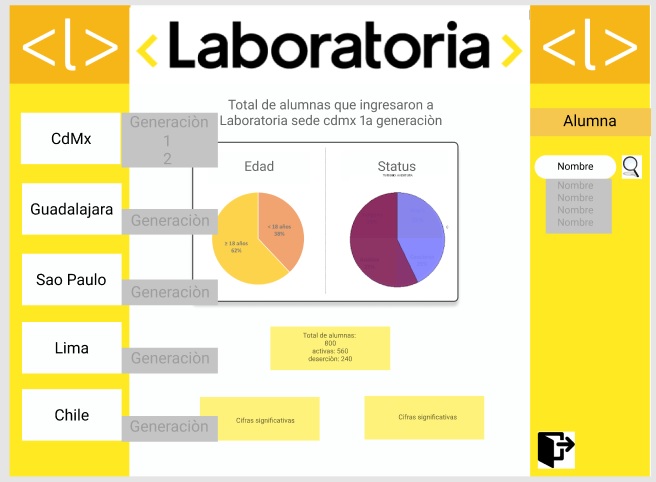 <l>
< Laboratoria >
<l>
CdMx
Generaciòn
1
2
Guadalajara
Generaciòn
Sao Paulo
Generaciòn
Lima
Generaciòn
Chile
Generaciòn
Total de alumnas que ingresaron a
Laboratoria sede cdmx 1a generaciòn
Edad
≥ 18 años
62%
< 18 años
38%
Status
Total de alumnas:
800
activas: 560
deserciòn: 240
Cifras significativas
Cifras significativas
Alumna
Nombre
Nombre
Nombre
Nombre
Nombre